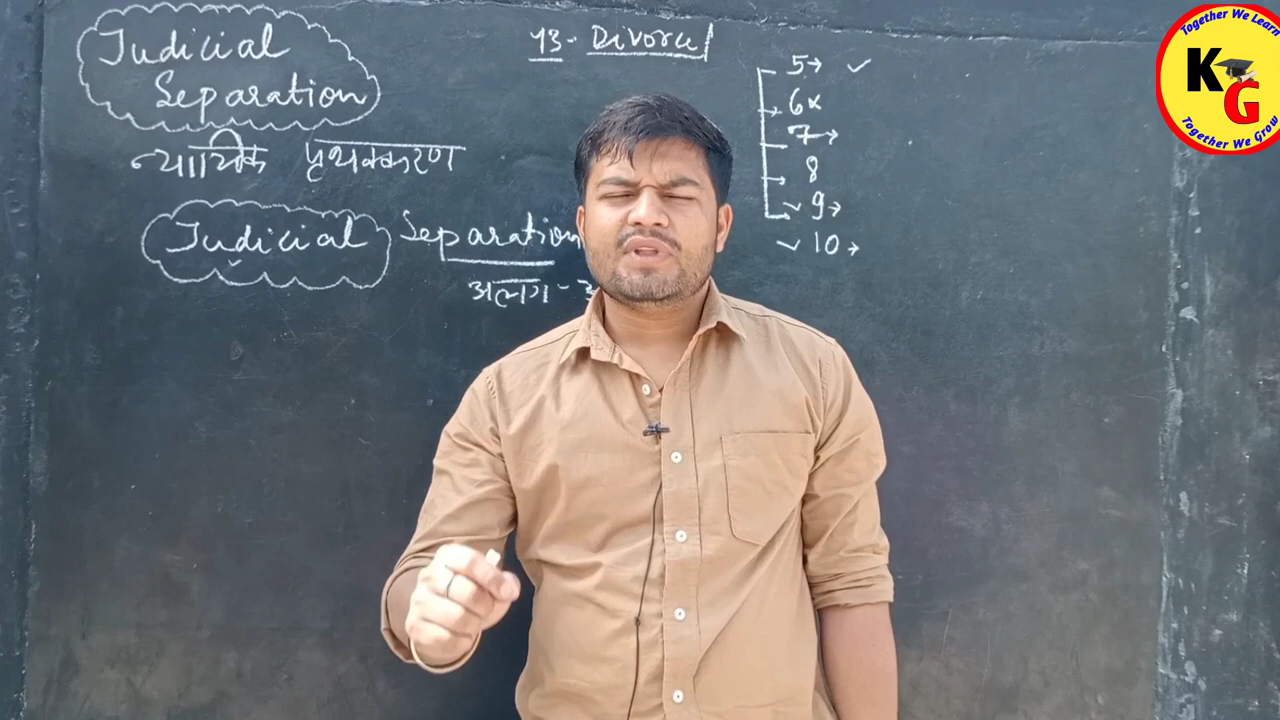 Judicial
Separation
न्यायिक पृथक्करण
Judicial Separation
अलग-
13- Divorce
5→ ✓
6×
7→
8
✓ 9→
✓ 10→
Together We Learn
KG
Together We Grow